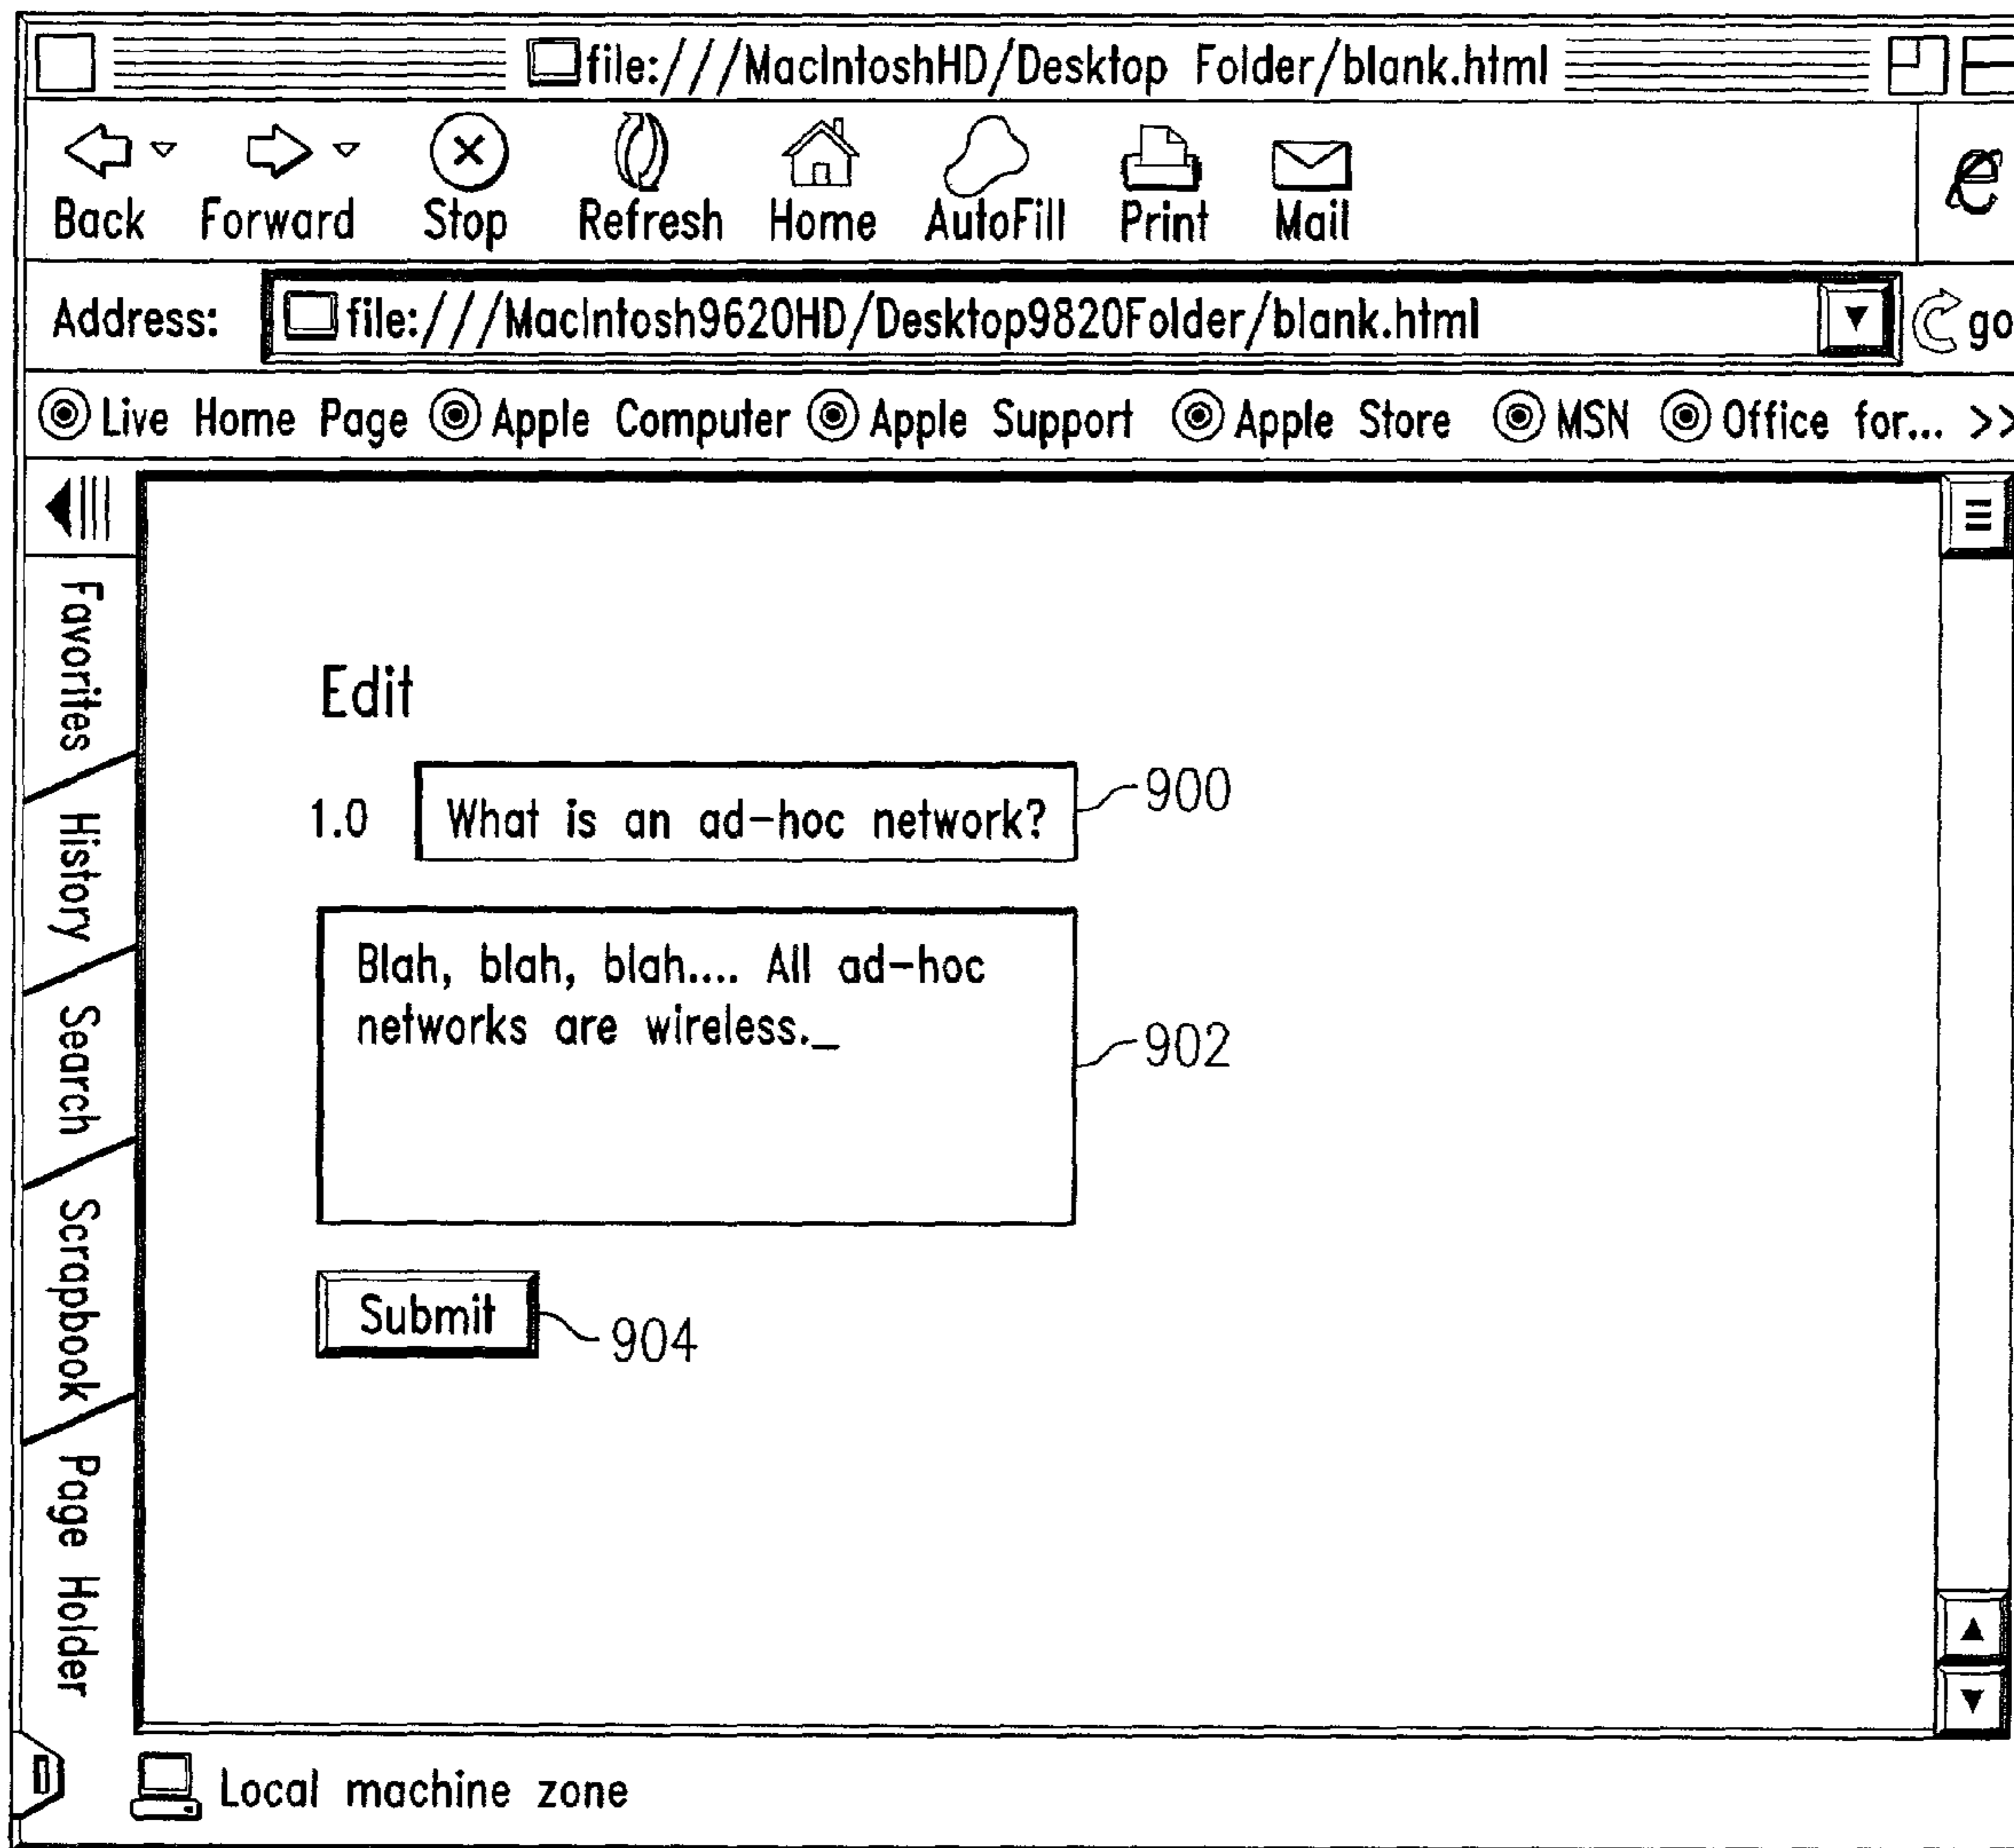 file:///MacIntoshHD/Desktop Folder/blank.html
Back Forward Stop Refresh Home AutoFill Print Mail
Address: file:///MacIntosh9620HD/Desktop9820Folder/blank.html go
Live Home Page Apple Computer Apple Support Apple Store MSN Office for... >>
Favorites
History
Search
Scrapbook
Page Holder
Edit
1.0 What is an ad-hoc network? 900
Blah, blah, blah.... All ad-hoc
networks are wireless._ 902
Submit 904
Local machine zone